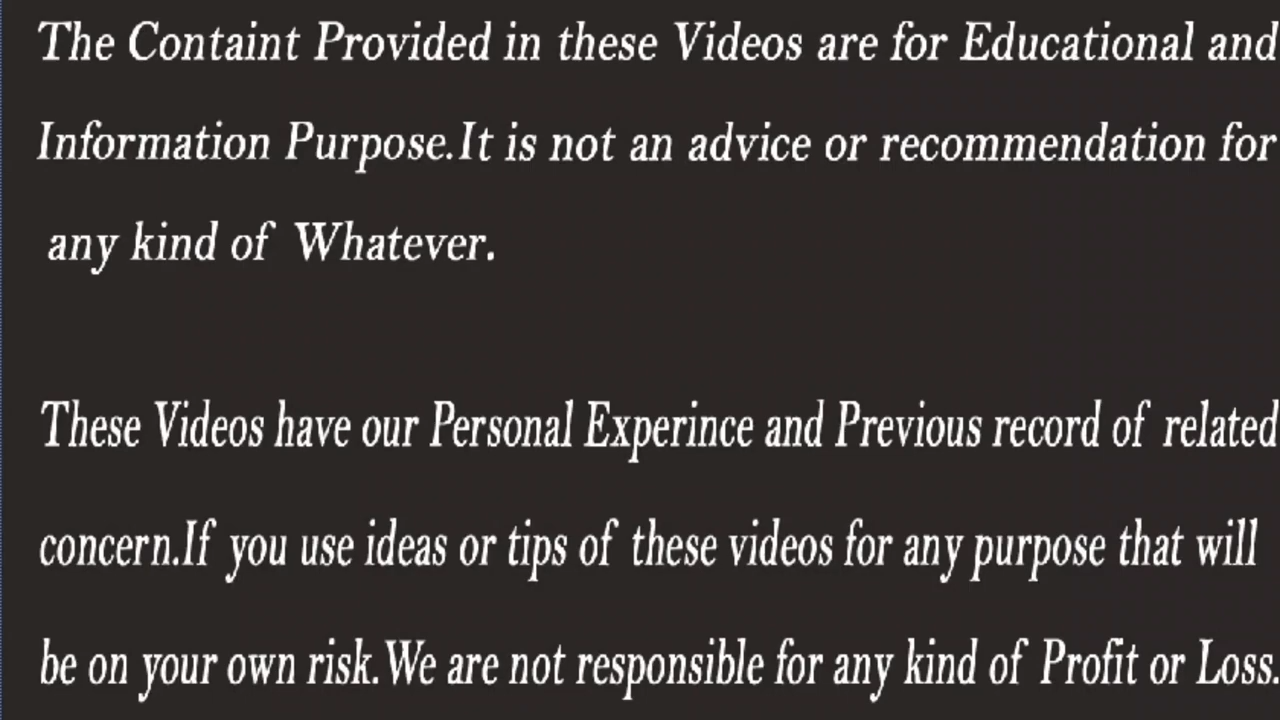 The Containt Provided in these Videos are for Educational and
Information Purpose.It is not an advice or recommendation for
any kind of Whatever.
These Videos have our Personal Experince and Previous record of related
concern.If you use ideas or tips of these videos for any purpose that will
be on your own risk.We are not responsible for any kind of Profit or Loss.